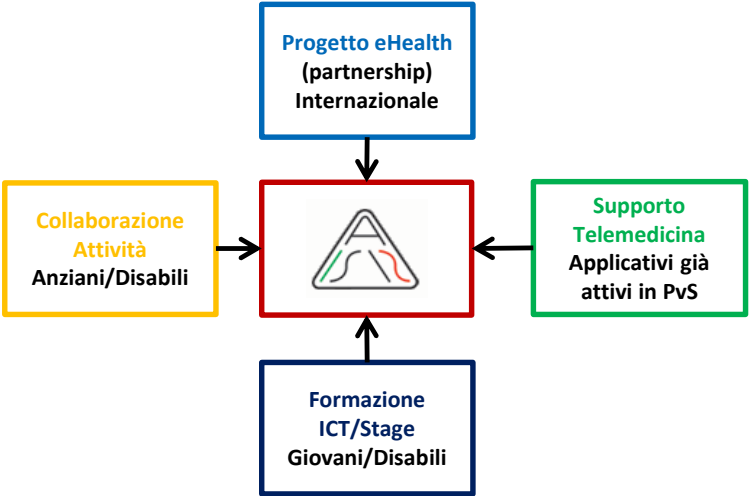 Progetto eHealth
(partnership)
Internazionale
Collaborazione
Attività
Anziani/Disabili
Supporto
Telemedicina
Applicativi già
attivi in PvS
Formazione
ICT/Stage
Giovani/Disabili